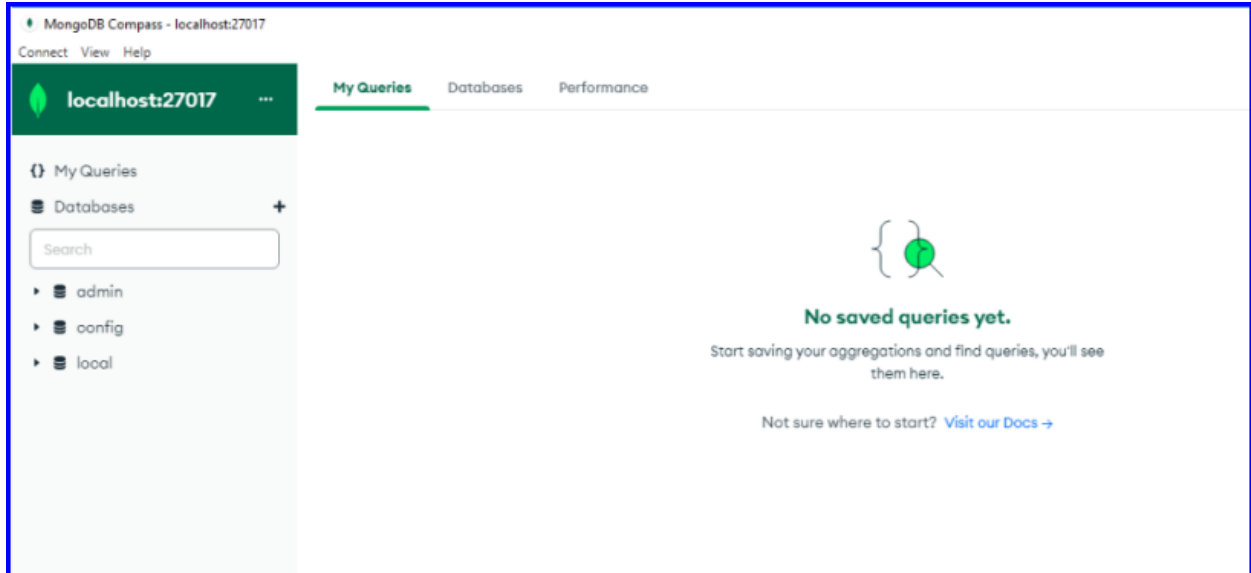 MongoDB Compass - localhost:27017
Connect View Help
localhost:27017 ...
My Queries Databases Performance
{} My Queries
Databases +
Search
admin
config
local
No saved queries yet.
Start saving your aggregations and find queries, you'll see
them here.
Not sure where to start? Visit our Docs →